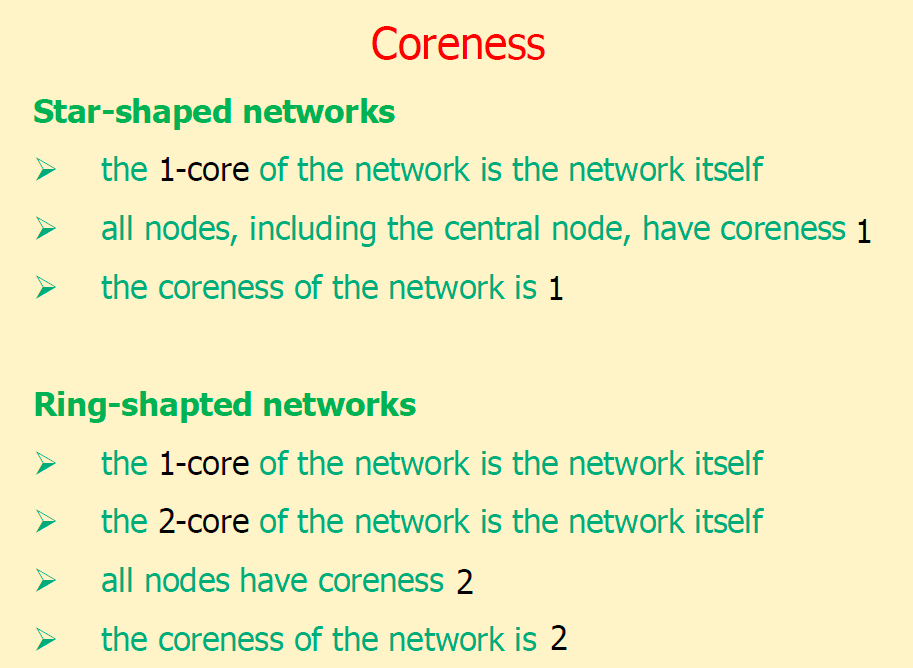 Coreness
Star-shaped networks
the 1-core of the network is the network itself
all nodes, including the central node, have coreness 1
the coreness of the network is 1
Ring-shapted networks
the 1-core of the network is the network itself
the 2-core of the network is the network itself
all nodes have coreness 2
the coreness of the network is 2